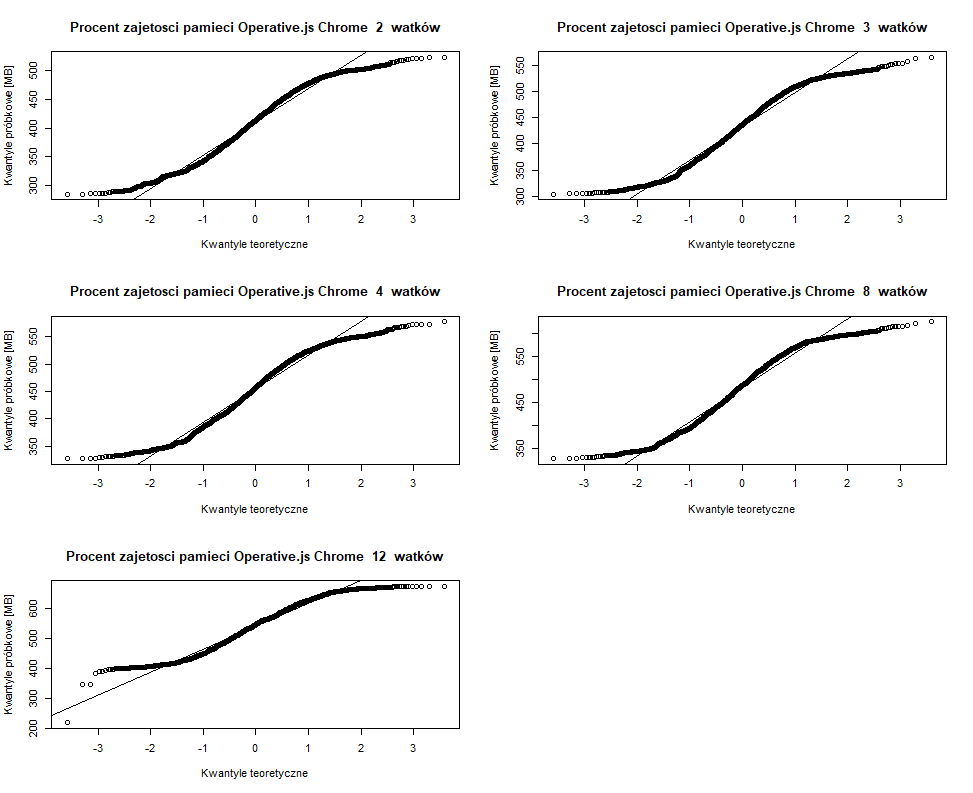 Procent zajetosci pamieci Operative.js Chrome 2 watków
Kwantyle próbkowe [MB]
500
450
400
350
300
-3 -2 -1 0 1 2 3
Kwantyle teoretyczne
Procent zajetosci pamieci Operative.js Chrome 3 watków
Kwantyle próbkowe [MB]
550
500
450
400
350
300
-3 -2 -1 0 1 2 3
Kwantyle teoretyczne
Procent zajetosci pamieci Operative.js Chrome 4 watków
Kwantyle próbkowe [MB]
550
500
450
400
350
-3 -2 -1 0 1 2 3
Kwantyle teoretyczne
Procent zajetosci pamieci Operative.js Chrome 8 watków
Kwantyle próbkowe [MB]
550
450
350
-3 -2 -1 0 1 2 3
Kwantyle teoretyczne
Procent zajetosci pamieci Operative.js Chrome 12 watków
Kwantyle próbkowe [MB]
600
500
400
300
200
-3 -2 -1 0 1 2 3
Kwantyle teoretyczne